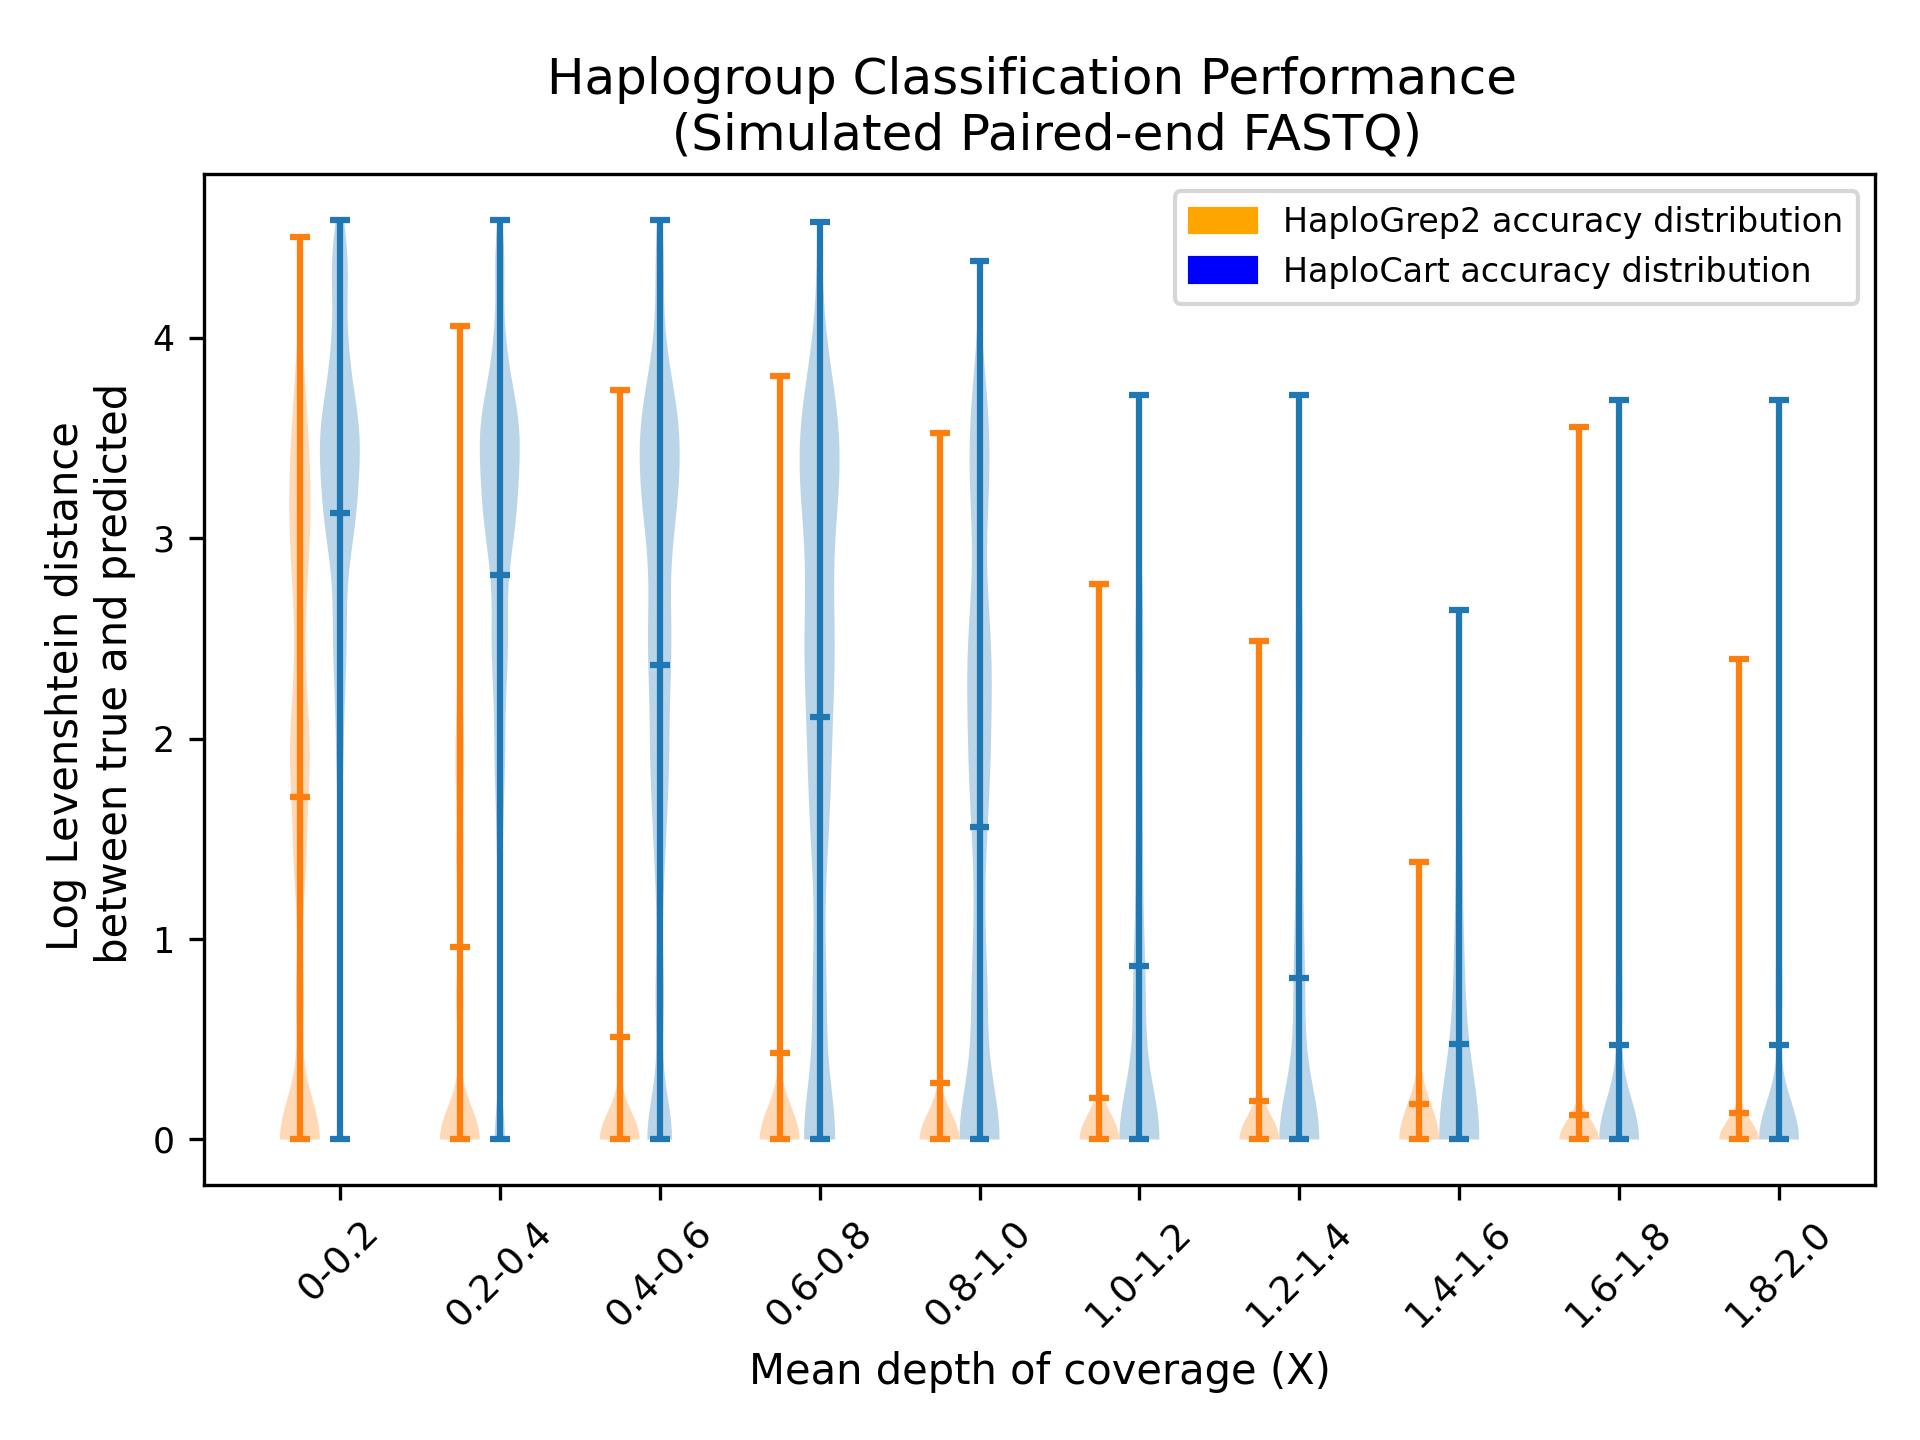 Haplogroup Classification Performance
(Simulated Paired-end FASTQ)
HaploGrep2 accuracy distribution
HaploCart accuracy distribution
Log Levenshtein distance
between true and predicted
4
3
2
1
0
0-0.2
0.2-0.4
0.4-0.6
0.6-0.8
0.8-1.0
1.0-1.2
1.2-1.4
1.4-1.6
1.6-1.8
1.8-2.0
Mean depth of coverage (X)